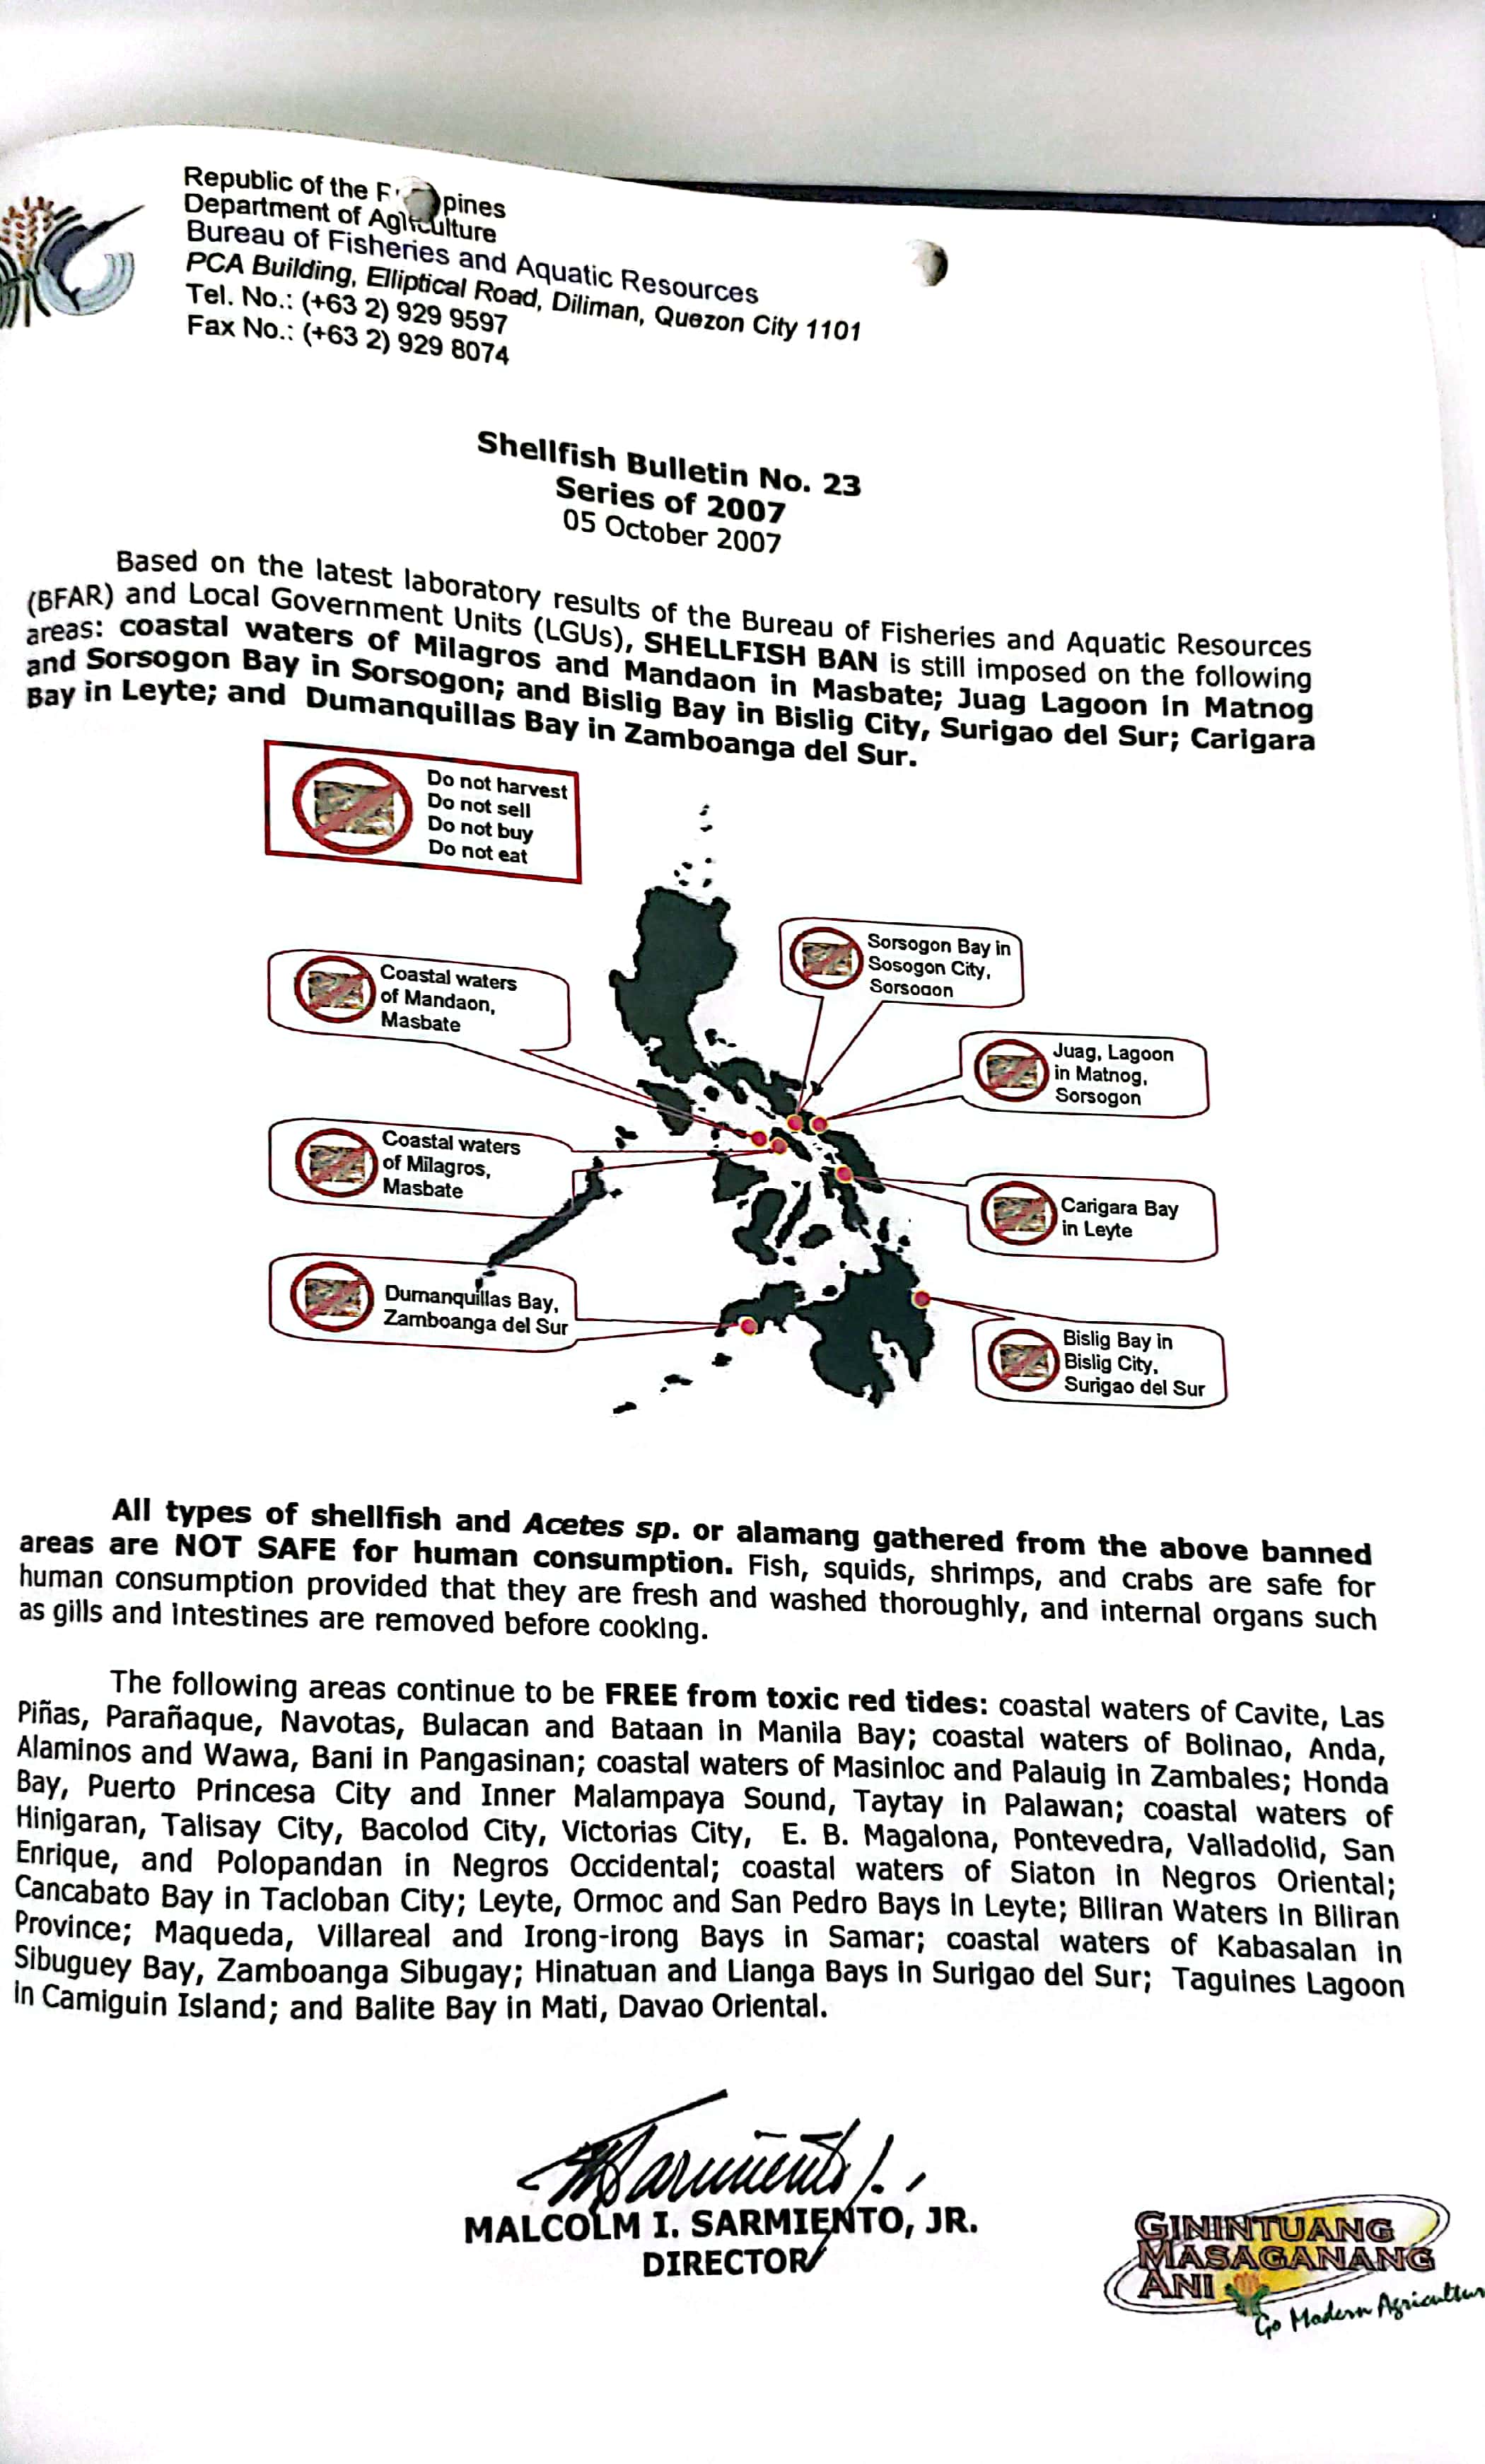 Republic of the F pines
Department of Agriculture
Bureau of Fisheries and Aquatic Resources
PCA Building, Elliptical Road, Diliman, Quezon City 1101
Tel. No.: (+63 2) 929 9597
Fax No.: (+63 2) 929 8074
Shellfish Bulletin No. 23
Series of 2007
05 October 2007
Based on the latest laboratory results of the Bureau of Fisheries and Aquatic Resources
(BFAR) and Local Government Units (LGUs), SHELLFISH BAN is still imposed on the following
areas: coastal waters of Milagros and Mandaon in Masbate; Juag Lagoon in Matnog
and Sorsogon Bay in Sorsogon; and Bislig Bay in Bislig City, Surigao del Sur; Carigara
Bay in Leyte; and Dumanquillas Bay in Zamboanga del Sur.
Do not harvest
Do not sell
Do not buy
Do not eat
Sorsogon Bay in
Sosogon City,
Sorsogon
Coastal waters
of Mandaon,
Masbate
Juag, Lagoon
in Matnog,
Sorsogon
Coastal waters
of Milagros,
Masbate
Carigara Bay
in Leyte
Dumanquillas Bay,
Zamboanga del Sur
Bislig Bay in
Bislig City,
Surigao del Sur
All types of shellfish and Acetes sp. or alamang gathered from the above banned
areas are NOT SAFE for human consumption. Fish, squids, shrimps, and crabs are safe for
human consumption provided that they are fresh and washed thoroughly, and internal organs such
as gills and intestines are removed before cooking.
The following areas continue to be FREE from toxic red tides: coastal waters of Cavite, Las
Piñas, Parañaque, Navotas, Bulacan and Bataan in Manila Bay; coastal waters of Bolinao, Anda,
Alaminos and Wawa, Bani in Pangasinan; coastal waters of Masinloc and Palauig in Zambales; Honda
Bay, Puerto Princesa City and Inner Malampaya Sound, Taytay in Palawan; coastal waters of
Hinigaran, Talisay City, Bacolod City, Victorias City, E. B. Magalona, Pontevedra, Valladolid, San
Enrique, and Polopandan in Negros Occidental; coastal waters of Siaton in Negros Oriental;
Cancabato Bay in Tacloban City; Leyte, Ormoc and San Pedro Bays in Leyte; Biliran Waters in Biliran
Province; Maqueda, Villareal and Irong-irong Bays in Samar; coastal waters of Kabasalan in
Sibuguey Bay, Zamboanga Sibugay; Hinatuan and Lianga Bays in Surigao del Sur; Taguines Lagoon
in Camiguin Island; and Balite Bay in Mati, Davao Oriental.
MALCOLM I. SARMIENTO, JR.
DIRECTOR
GININTUANG
MASAGANANG
ANI
Go Modern Agricultur